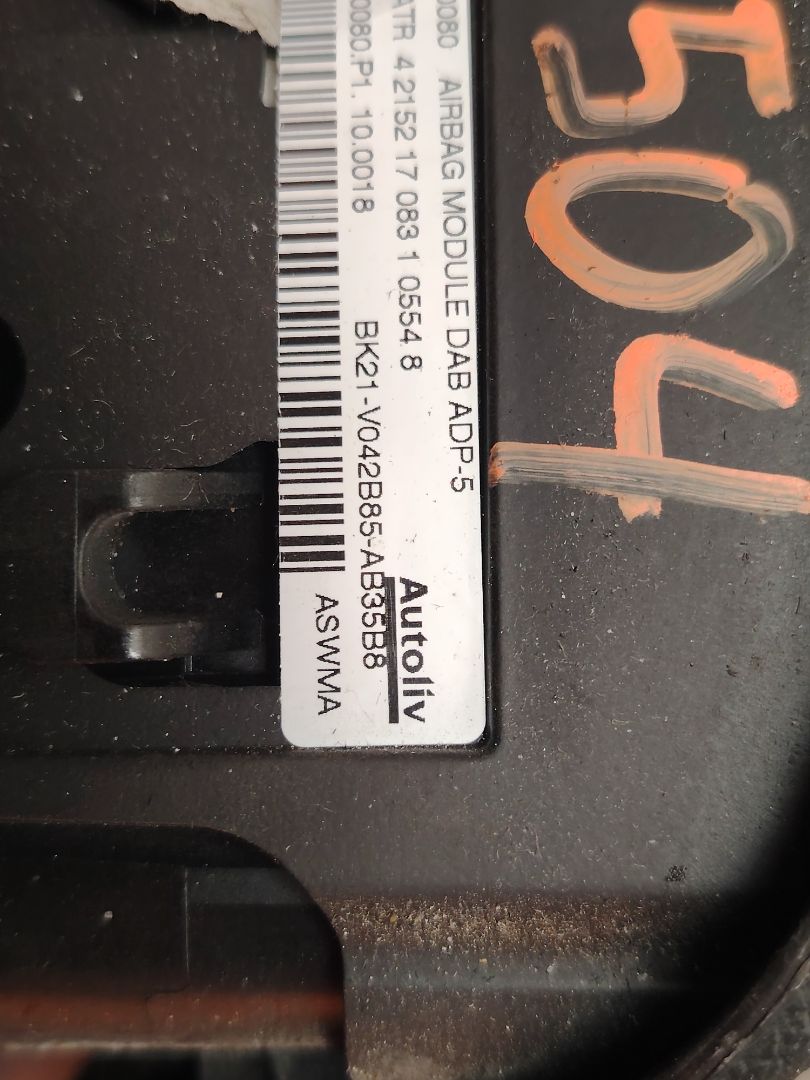 0080 AIRBAG MODULE DAB ADP-5
ATR 4 2152 17 083 1 0554 8
0080.P1. 10.0018
BK21-V042B85-AB35B8
Autoliv
ASWMA
504